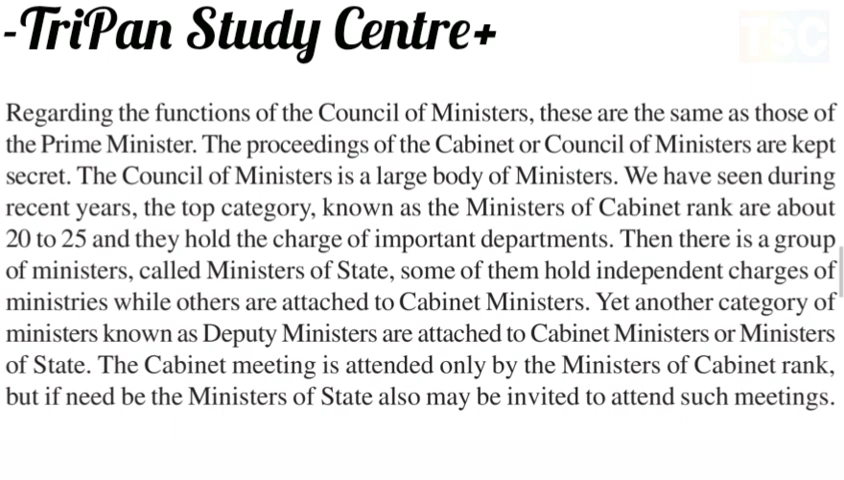 -TriPan Study Centre+
TSC
Regarding the functions of the Council of Ministers, these are the same as those of
the Prime Minister. The proceedings of the Cabinet or Council of Ministers are kept
secret. The Council of Ministers is a large body of Ministers. We have seen during
recent years, the top category, known as the Ministers of Cabinet rank are about
20 to 25 and they hold the charge of important departments. Then there is a group
of ministers, called Ministers of State, some of them hold independent charges of
ministries while others are attached to Cabinet Ministers. Yet another category of
ministers known as Deputy Ministers are attached to Cabinet Ministers or Ministers
of State. The Cabinet meeting is attended only by the Ministers of Cabinet rank,
but if need be the Ministers of State also may be invited to attend such meetings.